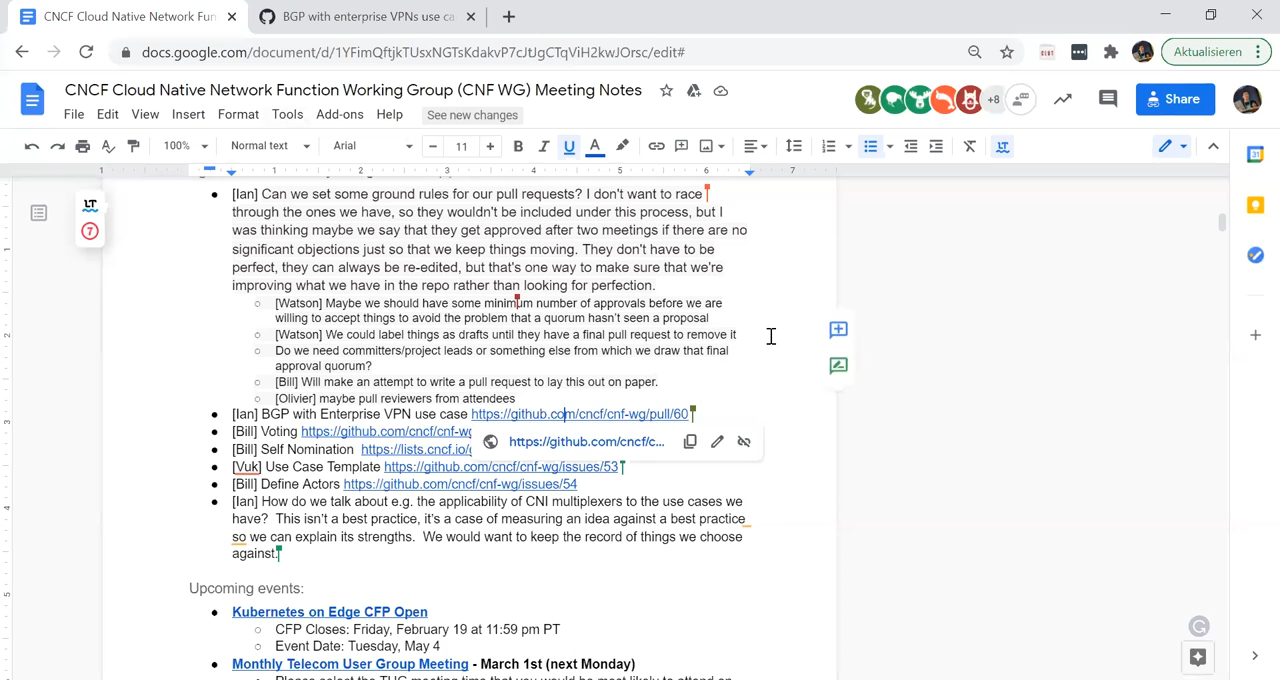 CNCF Cloud Native Network Fun
BGP with enterprise VPNs use ca
docs.google.com/document/d/1YFimQftjkTUsxNGTsKdakvP7cJtJgCTqViH2kwJOrsc/edit#
Aktualisieren
CNCF Cloud Native Network Function Working Group (CNF WG) Meeting Notes
File Edit View Insert Format Tools Add-ons Help See new changes
+8
Share
100% Normal text Arial 11
1 1 2 3 4 5 6 7
[Ian] Can we set some ground rules for our pull requests? I don't want to race
through the ones we have, so they wouldn't be included under this process, but I
was thinking maybe we say that they get approved after two meetings if there are no
significant objections just so that we keep things moving. They don't have to be
perfect, they can always be re-edited, but that's one way to make sure that we're
improving what we have in the repo rather than looking for perfection.
[Watson] Maybe we should have some minimum number of approvals before we are
willing to accept things to avoid the problem that a quorum hasn't seen a proposal
[Watson] We could label things as drafts until they have a final pull request to remove it
Do we need committers/project leads or something else from which we draw that final
approval quorum?
[Bill] Will make an attempt to write a pull request to lay this out on paper.
[Olivier] maybe pull reviewers from attendees
[Ian] BGP with Enterprise VPN use case https://github.com/cncf/cnf-wg/pull/60
[Bill] Voting https://github.com/cncf/cnf-wg
https://github.com/cncf/c...
[Bill] Self Nomination https://lists.cncf.io/g
[Vuk] Use Case Template https://github.com/cncf/cnf-wg/issues/53
[Bill] Define Actors https://github.com/cncf/cnf-wg/issues/54
[Ian] How do we talk about e.g. the applicability of CNI multiplexers to the use cases we
have? This isn't a best practice, it's a case of measuring an idea against a best practice
so we can explain its strengths. We would want to keep the record of things we choose
against.
Upcoming events:
Kubernetes on Edge CFP Open
CFP Closes: Friday, February 19 at 11:59 pm PT
Event Date: Tuesday, May 4
Monthly Telecom User Group Meeting - March 1st (next Monday)
LT
7